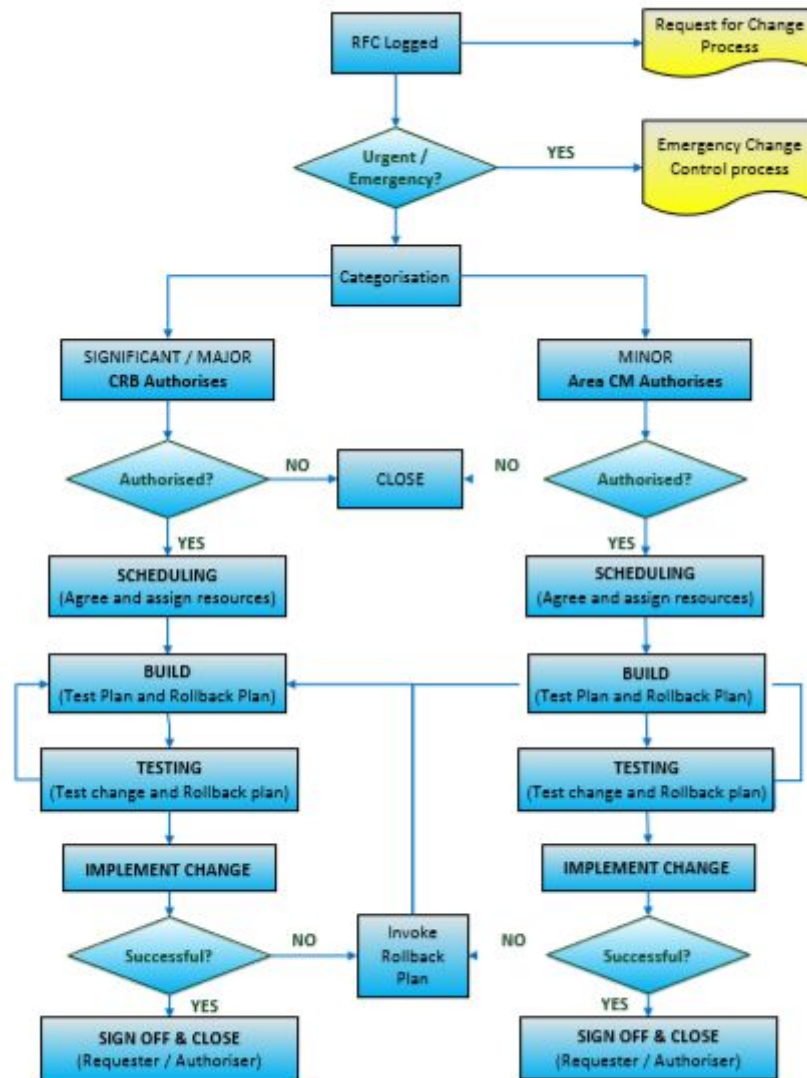 RFC Logged
Request for Change
Process
Urgent /
Emergency?
YES
Emergency Change
Control process
Categorisation
SIGNIFICANT / MAJOR
CRB Authorises
MINOR
Area CM Authorises
Authorised?
NO
CLOSE
NO
Authorised?
YES
YES
SCHEDULING
(Agree and assign resources)
SCHEDULING
(Agree and assign resources)
BUILD
(Test Plan and Rollback Plan)
BUILD
(Test Plan and Rollback Plan)
TESTING
(Test change and Rollback plan)
TESTING
(Test change and Rollback plan)
IMPLEMENT CHANGE
IMPLEMENT CHANGE
Successful?
NO
Invoke
Rollback
Plan
NO
Successful?
YES
YES
SIGN OFF & CLOSE
(Requester / Authoriser)
SIGN OFF & CLOSE
(Requester / Authoriser)